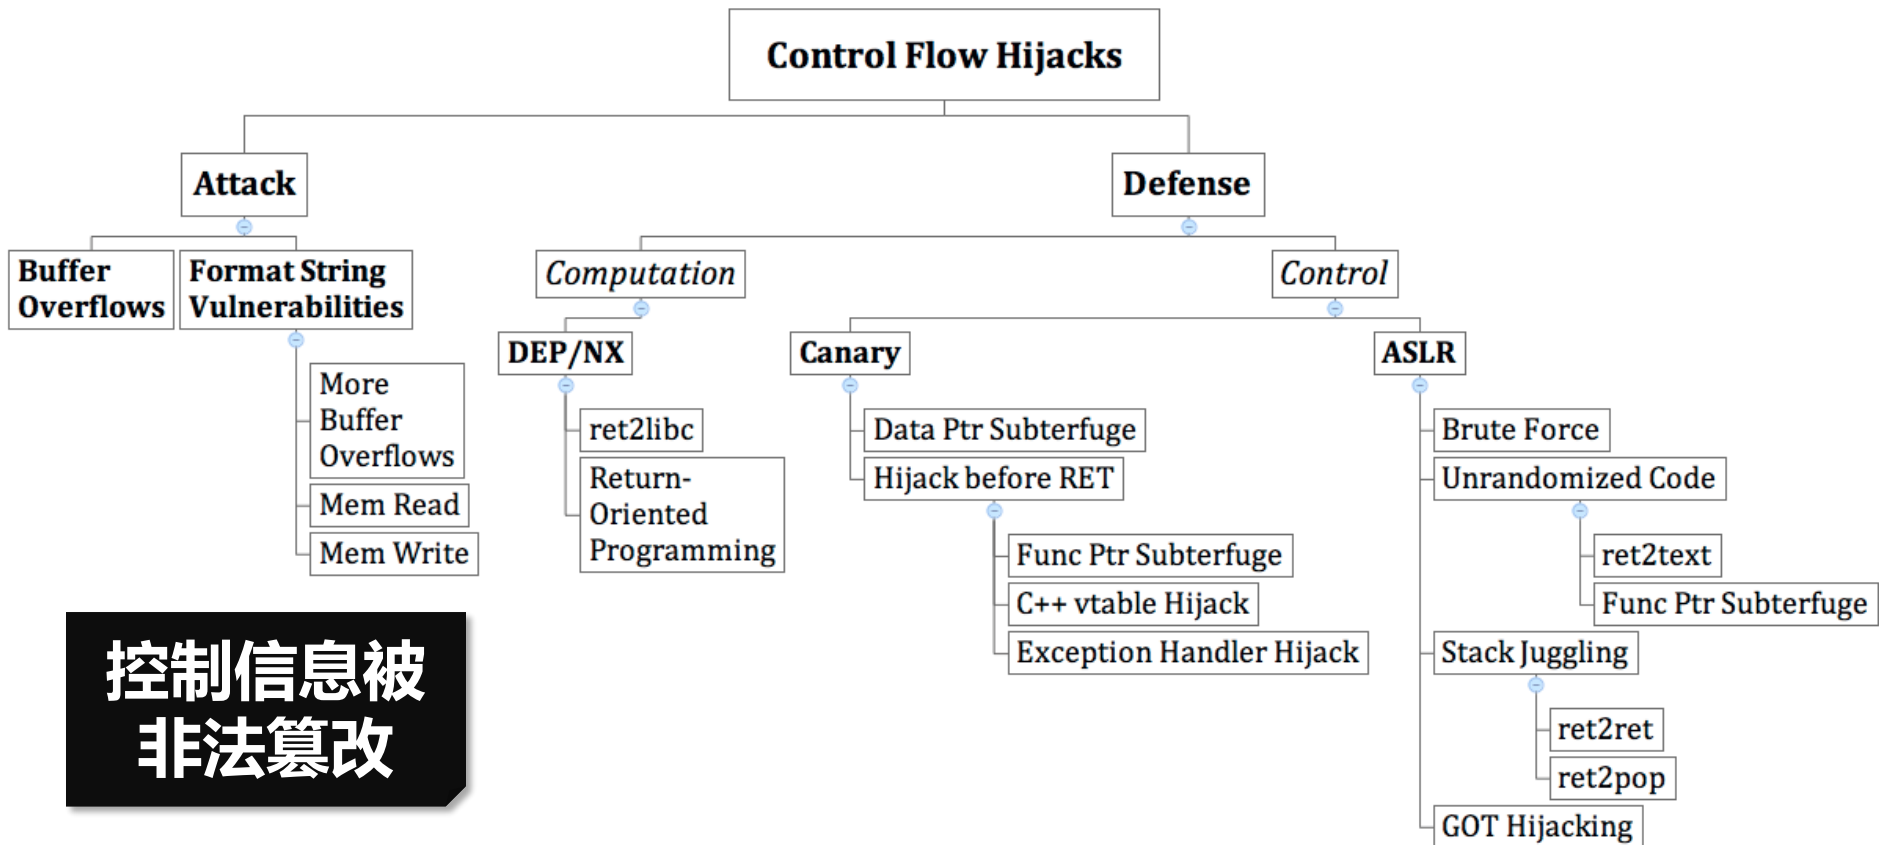 Control Flow Hijacks
Attack
Defense
Buffer
Overflows
Format String
Vulnerabilities
Computation
Control
More
Buffer
Overflows
Mem Read
Mem Write
DEP/NX
ret2libc
Return-
Oriented
Programming
Canary
Data Ptr Subterfuge
Hijack before RET
Func Ptr Subterfuge
C++ vtable Hijack
Exception Handler Hijack
ASLR
Brute Force
Unrandomized Code
ret2text
Func Ptr Subterfuge
Stack Juggling
ret2ret
ret2pop
GOT Hijacking
控制信息被
非法篡改